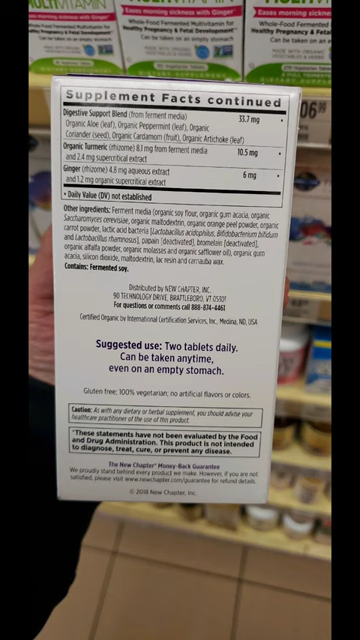 MULTIVITAMIN
Eases morning sickness with Ginger
Whole-Food Fermented Multivitamin for
Healthy Pregnancy & Fetal Development
Can be taken on an empty stomach
Supplement Facts continued
Digestive Support Blend (from ferment media) 33.7 mg •
Organic Aloe (leaf), Organic Peppermint (leaf), Organic
Coriander (seed), Organic Cardamom (fruit), Organic Artichoke (leaf)
Organic Turmeric (rhizome) 8.1 mg from ferment media 10.5 mg •
and 2.4 mg supercritical extract
Ginger (rhizome) 4.8 mg aqueous extract 6 mg •
and 1.2 mg organic supercritical extract
• Daily Value (DV) not established
Other ingredients: Ferment media (organic soy flour, organic gum acacia, organic
Saccharomyces cerevisiae, organic maltodextrin, organic orange peel powder, organic
carrot powder, lactic acid bacteria [Lactobacillus acidophilus, Bifidobacterium bifidum
and Lactobacillus rhamnosus], papain [deactivated], bromelain [deactivated],
organic alfalfa powder, organic molasses and organic safflower oil), organic gum
acacia, silicon dioxide, maltodextrin, lac resin and carnauba wax.
Contains: Fermented soy.
Distributed by NEW CHAPTER, INC.
90 TECHNOLOGY DRIVE, BRATTLEBORO, VT 05301
For questions or comments call 888-874-4461
Certified Organic by International Certification Services, Inc., Medina, ND, USA
Suggested use: Two tablets daily.
Can be taken anytime,
even on an empty stomach.
Gluten free; 100% vegetarian; no artificial flavors or colors.
Caution: As with any dietary or herbal supplement, you should advise your
healthcare practitioner of the use of this product.
*These statements have not been evaluated by the Food
and Drug Administration. This product is not intended
to diagnose, treat, cure, or prevent any disease.
The New Chapter® Money-Back Guarantee
We proudly stand behind every product we make. However, if you are not
satisfied, please visit www.newchapter.com/guarantee for refund details.
© 2018 New Chapter, Inc.